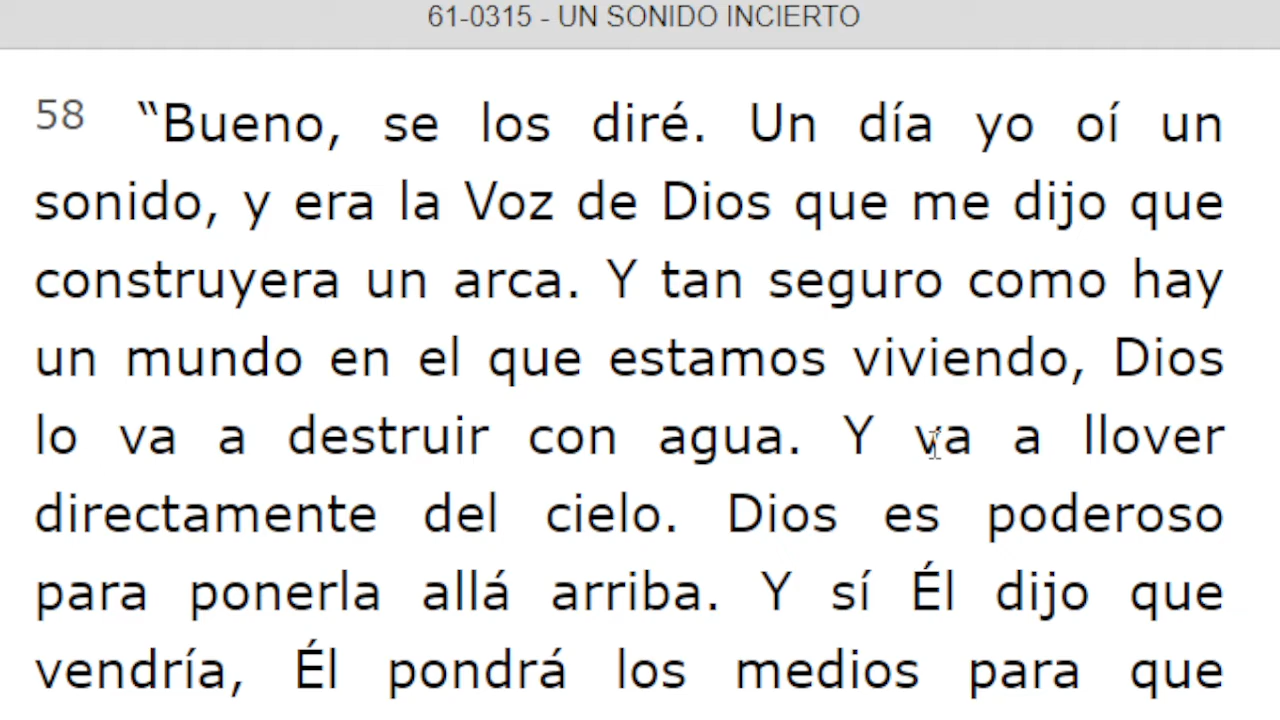 61-0315 - UN SONIDO INCIERTO
58 “Bueno, se los diré. Un día yo oí un
sonido, y era la Voz de Dios que me dijo que
construyera un arca. Y tan seguro como hay
un mundo en el que estamos viviendo, Dios
lo va a destruir con agua. Y va a llover
directamente del cielo. Dios es poderoso
para ponerla allá arriba. Y sí Él dijo que
vendría, Él pondrá los medios para que